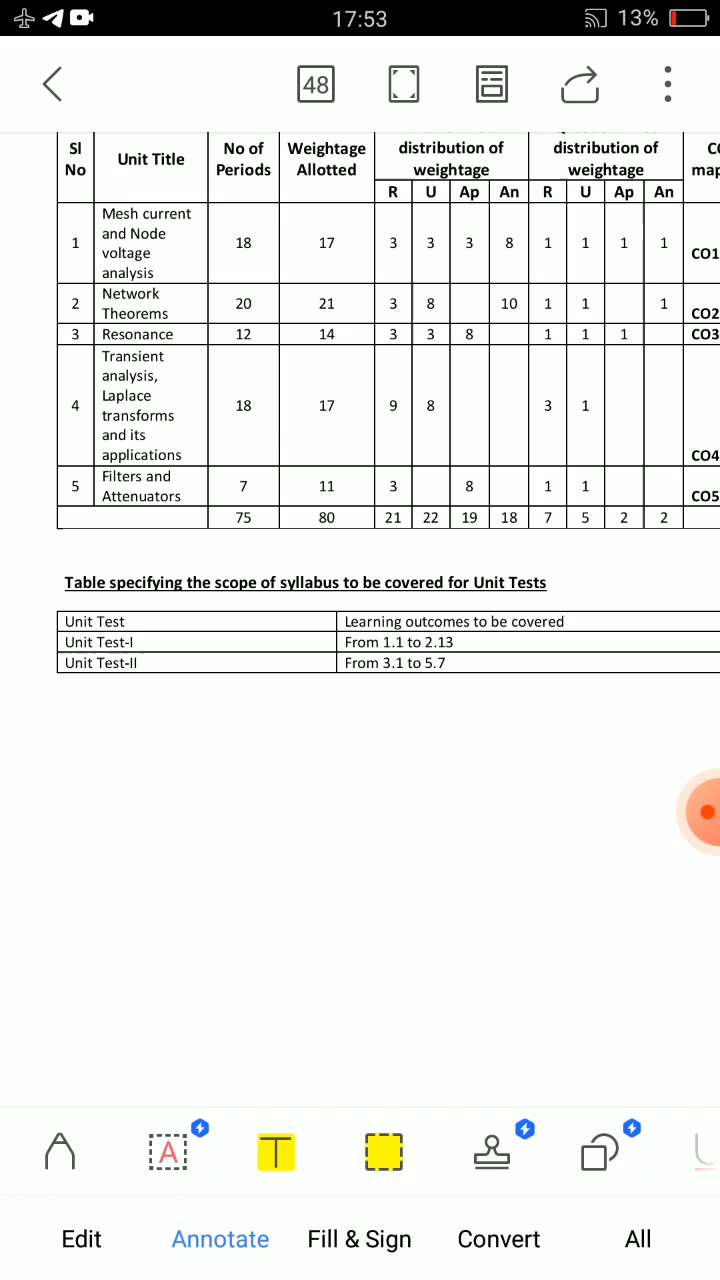 17:53
13%
48
Sl No Unit Title No of Periods Weightage Allotted distribution of weightage distribution of weightage
R U Ap An R U Ap An
1 Mesh current and Node voltage analysis 18 17 3 3 3 8 1 1 1 1 CO1
2 Network Theorems 20 21 3 8 10 1 1 1 CO2
3 Resonance 12 14 3 3 8 1 1 1 CO3
4 Transient analysis, Laplace transforms and its applications 18 17 9 8 3 1 CO4
5 Filters and Attenuators 7 11 3 8 1 1 CO5
75 80 21 22 19 18 7 5 2 2
Table specifying the scope of syllabus to be covered for Unit Tests
Unit Test Learning outcomes to be covered
Unit Test-I From 1.1 to 2.13
Unit Test-II From 3.1 to 5.7
A
T
Edit Annotate Fill & Sign Convert All